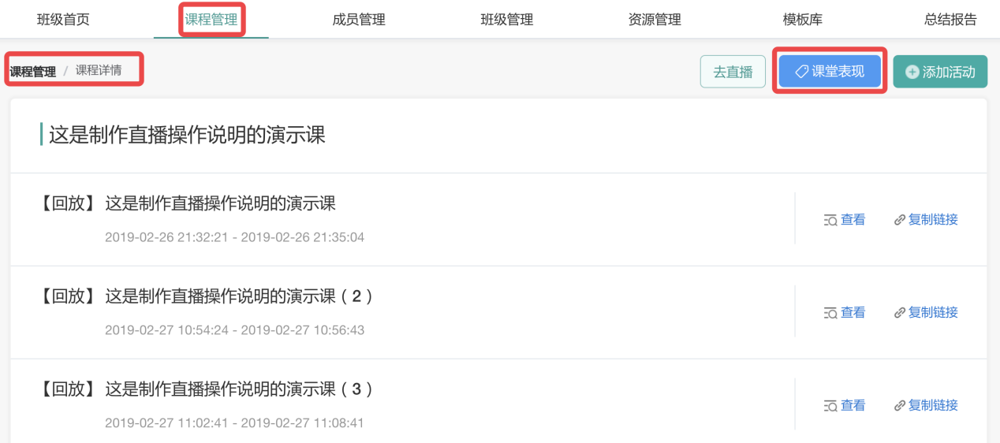 班级首页 课程管理 成员管理 班级管理 资源管理 模板库 总结报告
课程管理 / 课程详情 去直播 课堂表现 添加活动
这是制作直播操作说明的演示课
【回放】 这是制作直播操作说明的演示课
2019-02-26 21:32:21 - 2019-02-26 21:35:04
查看 复制链接
【回放】 这是制作直播操作说明的演示课（2）
2019-02-27 10:54:24 - 2019-02-27 10:56:43
查看 复制链接
【回放】 这是制作直播操作说明的演示课（3）
2019-02-27 11:02:41 - 2019-02-27 11:08:41
查看 复制链接